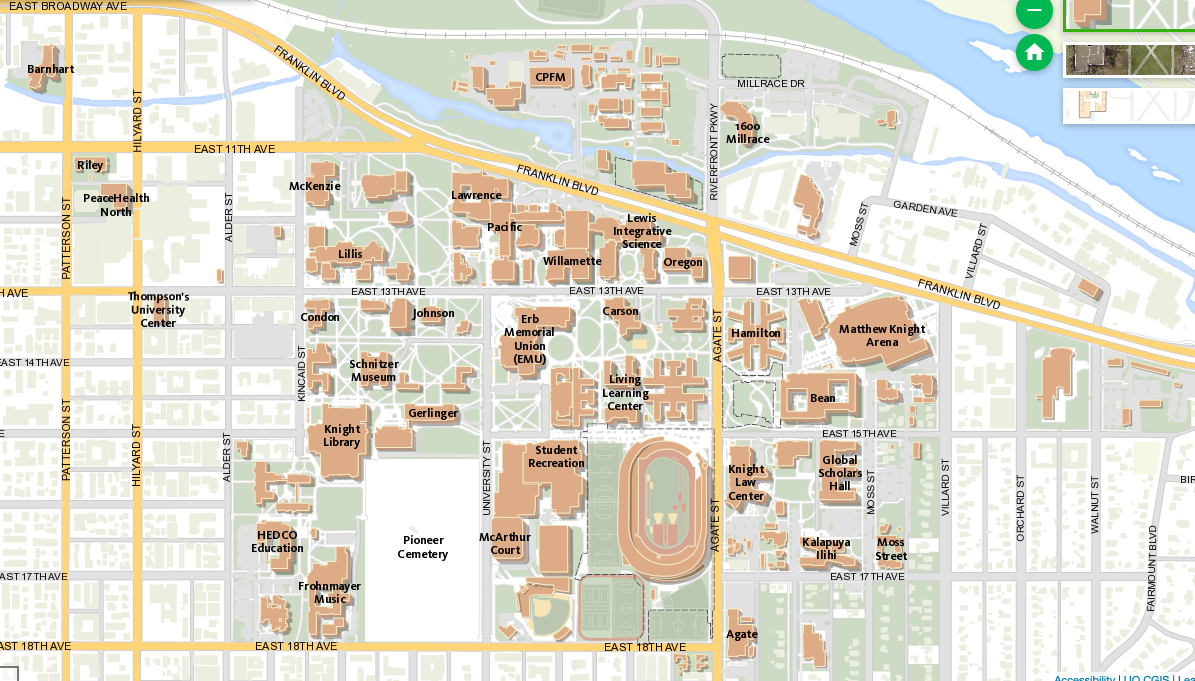 EAST BROADWAY AVE
FRANKLIN BLVD
Barnhart
CPFM
MILLRACE DR
HILYARD ST
RIVERFRONT PKWY
1600
Millrace
EAST 11TH AVE
Riley
PeaceHealth
North
McKenzie
Lawrence
FRANKLIN BLVD
PATTERSON ST
ALDER ST
Pacific
Lewis
Integrative
Science
MOSS ST
GARDEN AVE
VILLARD ST
Lillis
Willamette
Oregon
H AVE
Thompson's
University
Center
EAST 13TH AVE
EAST 13TH AVE
EAST 13TH AVE
FRANKLIN BLVD
Condon
Johnson
Erb
Memorial
Union
(EMU)
Carson
AGATE ST
Hamilton
Matthew Knight
Arena
EAST 14TH AVE
KINCAID ST
Schnitzer
Museum
Living
Learning
Center
Bean
Gerlinger
Knight
Library
PATTERSON ST
HILYARD ST
ALDER ST
EAST 15TH AVE
UNIVERSITY ST
Student
Recreation
Knight
Law
Center
Global
Scholars
Hall
MOSS ST
VILLARD ST
ORCHARD ST
WALNUT ST
BIR
HEDCO
Education
Pioneer
Cemetery
McArthur
Court
AGATE ST
Kalapuya
Ilihi
Moss
Street
FAIRMOUNT BLVD
AST 17TH AVE
EAST 17TH AVE
Frohnmayer
Music
Agate
AST 18TH AVE
EAST 18TH AVE
EAST 18TH AVE
Accessibility | UO CGIS | Lea